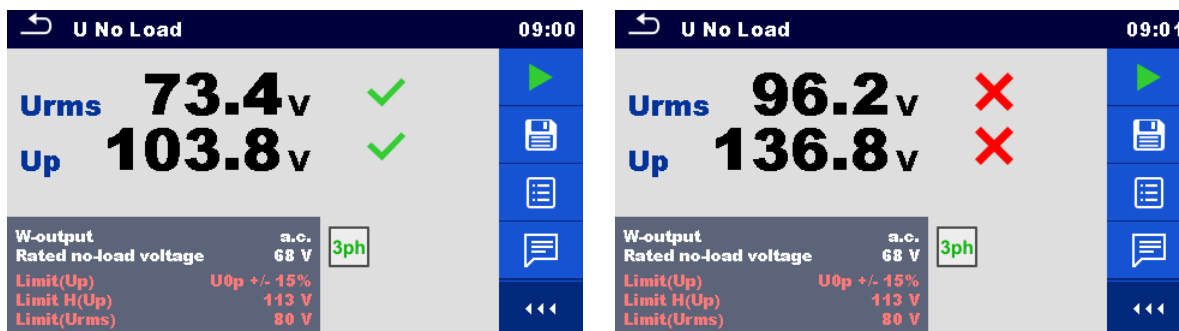 U No Load 09:00
Urms 73.4 V
Up 103.8 V
W-output a.c.
Rated no-load voltage 68 V
Limit(Up) U0p +/- 15%
Limit H(Up) 113 V
Limit(Urms) 80 V
3ph
U No Load 09:01
Urms 96.2 V
Up 136.8 V
W-output a.c.
Rated no-load voltage 68 V
Limit(Up) U0p +/- 15%
Limit H(Up) 113 V
Limit(Urms) 80 V
3ph